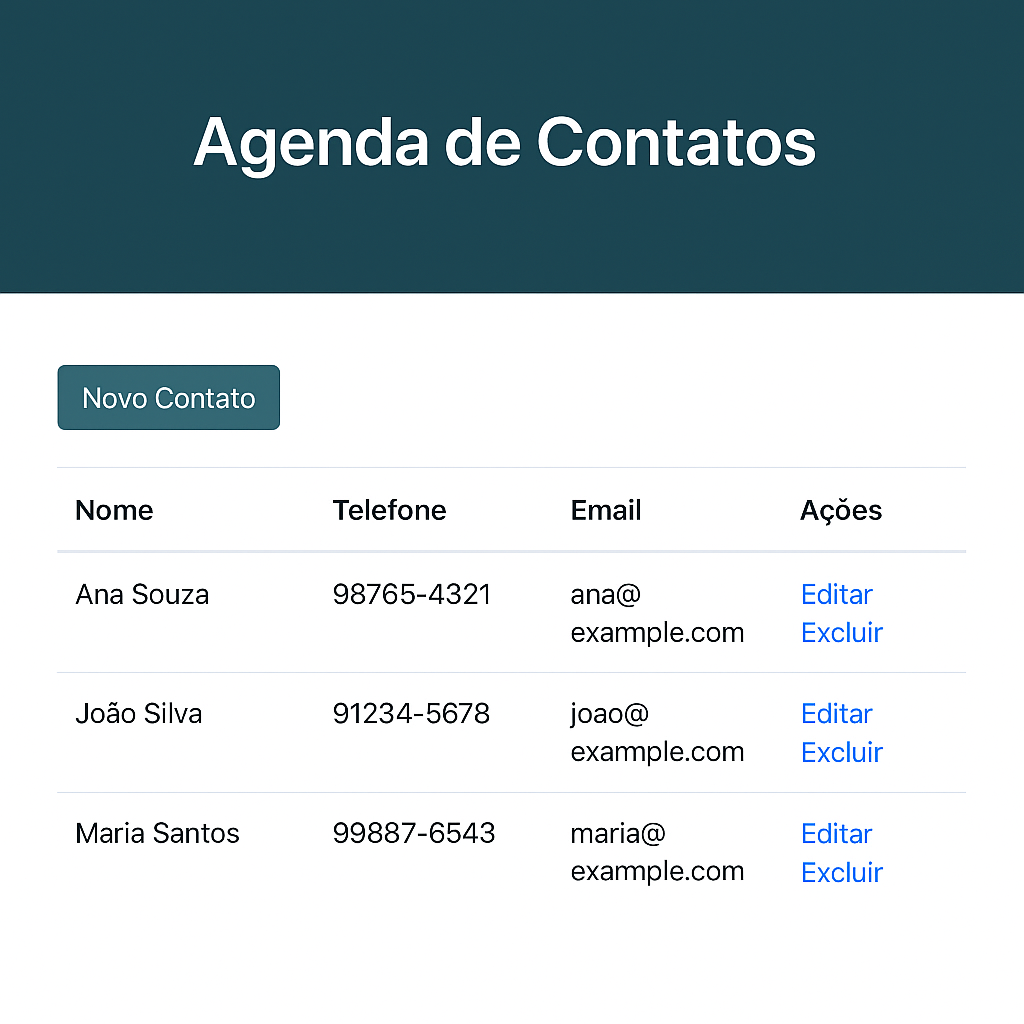 Agenda de Contatos
Novo Contato
Nome Telefone Email Ações
Ana Souza 98765-4321 ana@ Editar
example.com Excluir
João Silva 91234-5678 joao@ Editar
example.com Excluir
Maria Santos 99887-6543 maria@ Editar
example.com Excluir